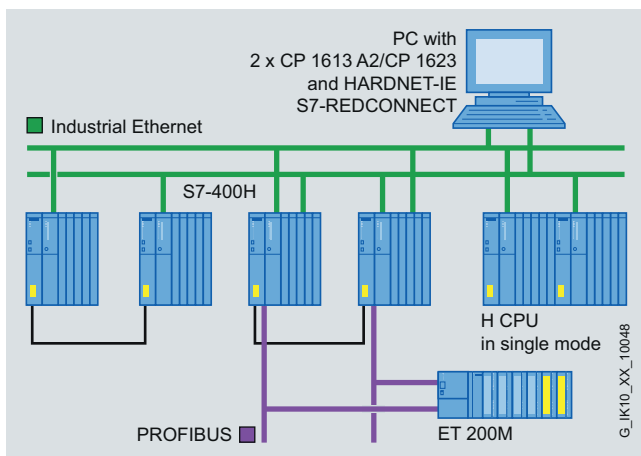 PC with
2 x CP 1613 A2/CP 1623
and HARDNET-IE
S7-REDCONNECT
Industrial Ethernet
S7-400H
H CPU
in single mode
PROFIBUS
ET 200M
G_IK10_XX_10048